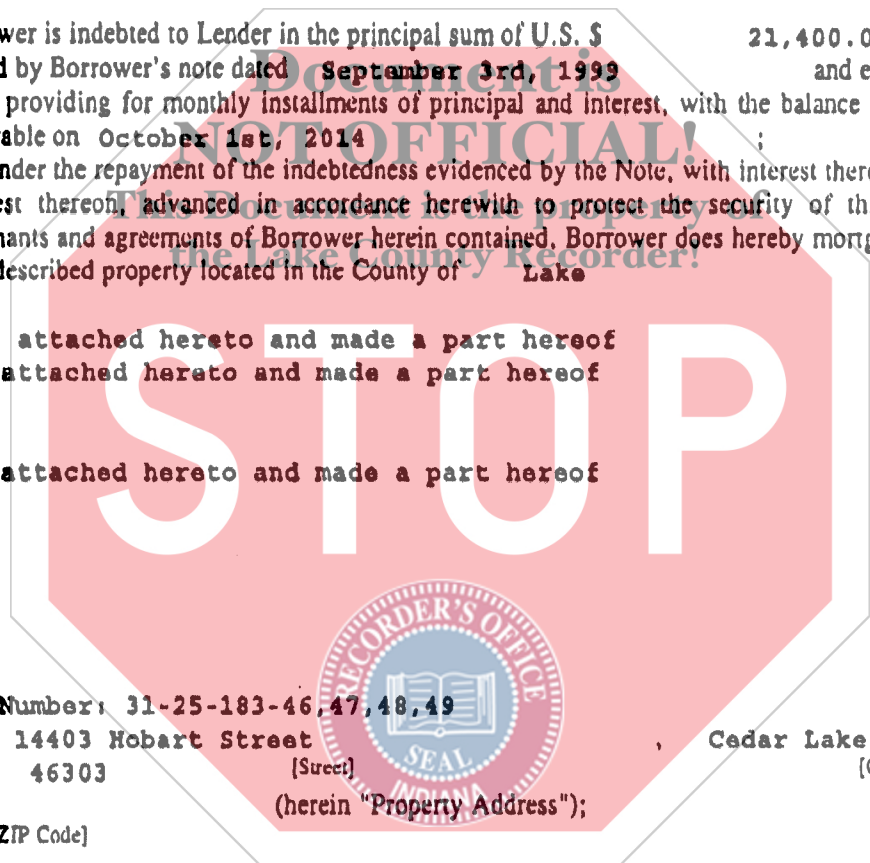 wer is indebted to Lender in the principal sum of U.S. $ 21,400.0
d by Borrower's note dated September 3rd, 1999 and e
providing for monthly installments of principal and interest, with the balance
able on October 1st, 2014 ;
nder the repayment of the indebtedness evidenced by the Note, with interest there
est thereon, advanced in accordance herewith to protect the security of th
nants and agreements of Borrower herein contained, Borrower does hereby mortg
described property located in the County of Lake
Document is
NOT OFFICIAL!
This Document is the property of
the Lake County Recorder!
attached hereto and made a part hereof
attached hereto and made a part hereof
attached hereto and made a part hereof
STOP
RECORDER'S OFFICE
SEAL
INDIANA
Number: 31-25-183-46,47,48,49
14403 Hobart Street , Cedar Lake
46303 [Street] [C
(herein "Property Address");
ZIP Code]